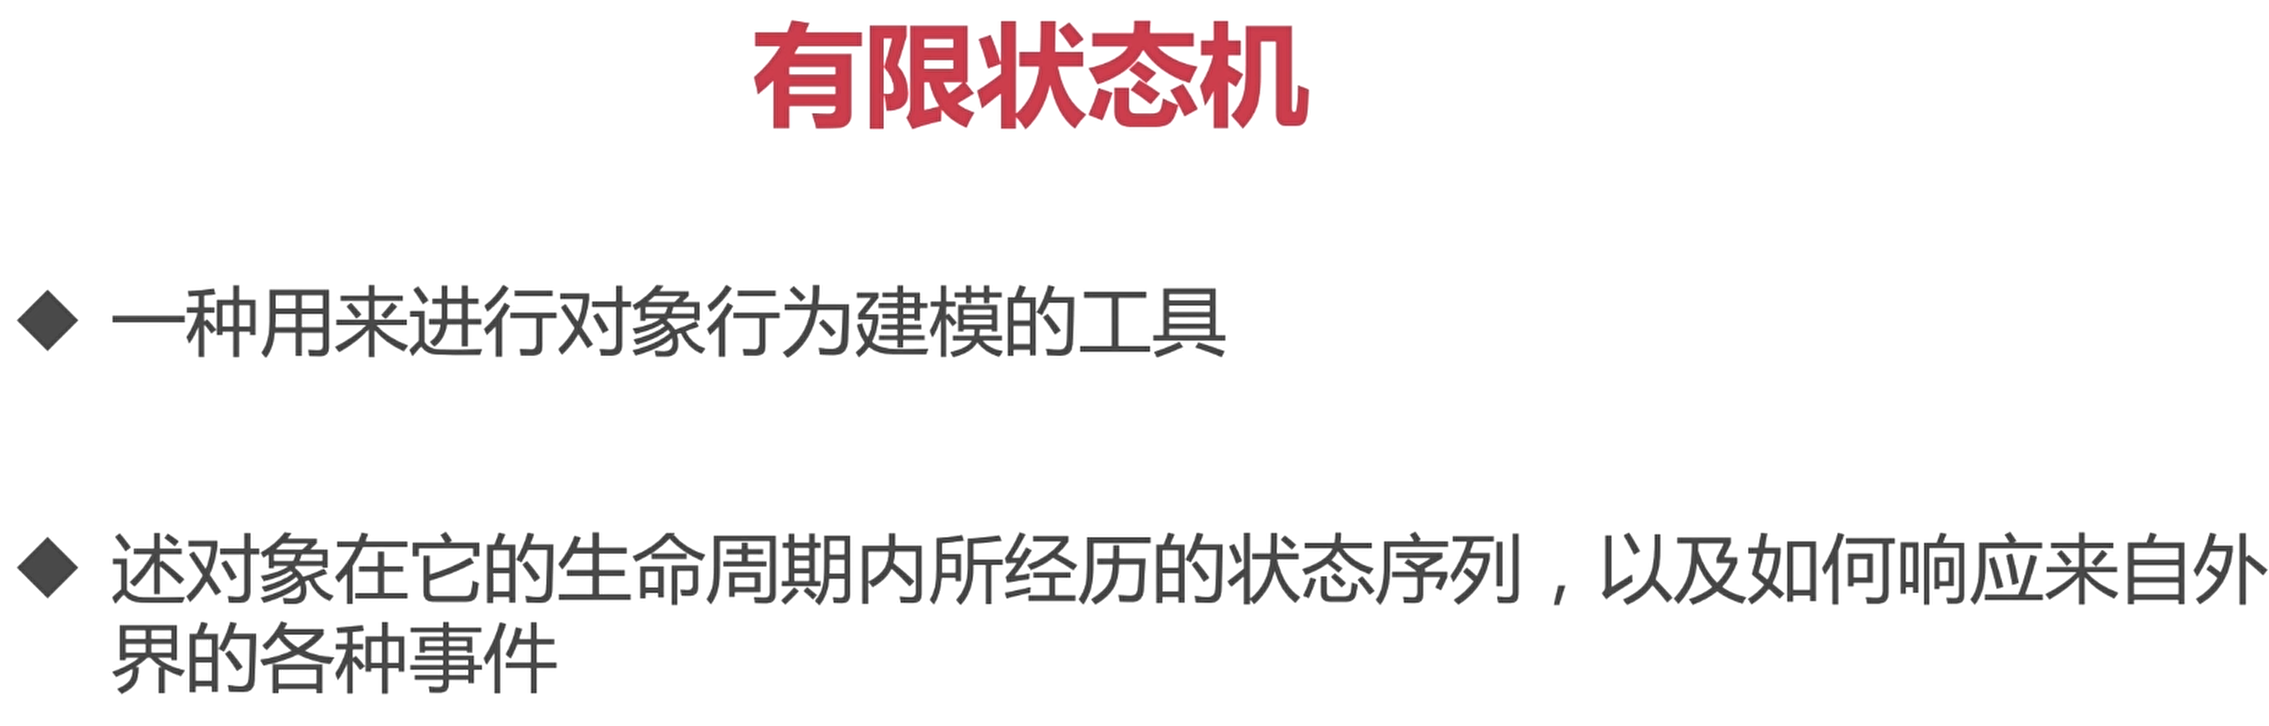 有限状态机
◆ 一种用来进行对象行为建模的工具
◆ 述对象在它的生命周期内所经历的状态序列，以及如何响应来自外
界的各种事件